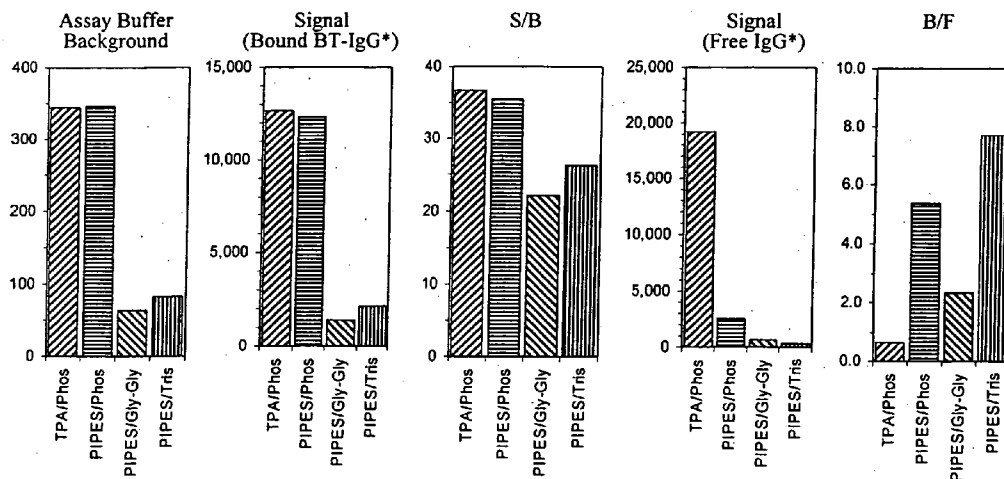 Assay Buffer
Background
400
300
200
100
0
TPA/Phos
PIPES/Phos
PIPES/Gly-Gly
PIPES/Tris
Signal
(Bound BT-IgG*)
15,000
10,000
5,000
0
TPA/Phos
PIPES/Phos
PIPES/Gly-Gly
PIPES/Tris
S/B
40
30
20
10
0
TPA/Phos
PIPES/Phos
PIPES/Gly-Gly
PIPES/Tris
Signal
(Free IgG*)
25,000
20,000
15,000
10,000
5,000
0
TPA/Phos
PIPES/Phos
PIPES/Gly-Gly
PIPES/Tris
B/F
10.0
8.0
6.0
4.0
2.0
0.0
TPA/Phos
PIPES/Phos
PIPES/Gly-Gly
PIPES/Tris